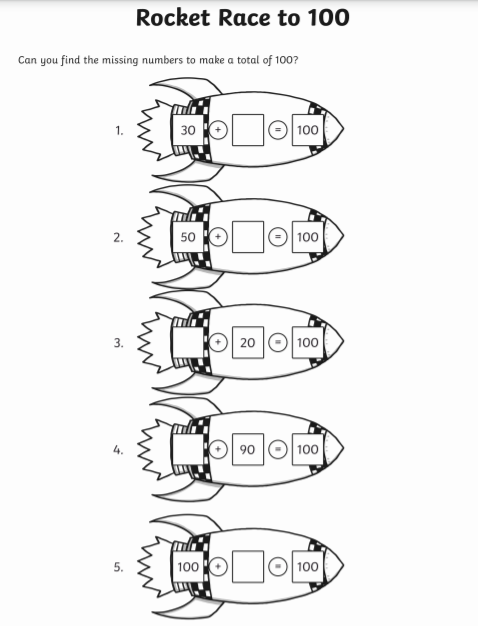 Rocket Race to 100
Can you find the missing numbers to make a total of 100?
1. 30 + = 100
2. 50 + = 100
3. + 20 = 100
4. + 90 = 100
5. 100 + = 100